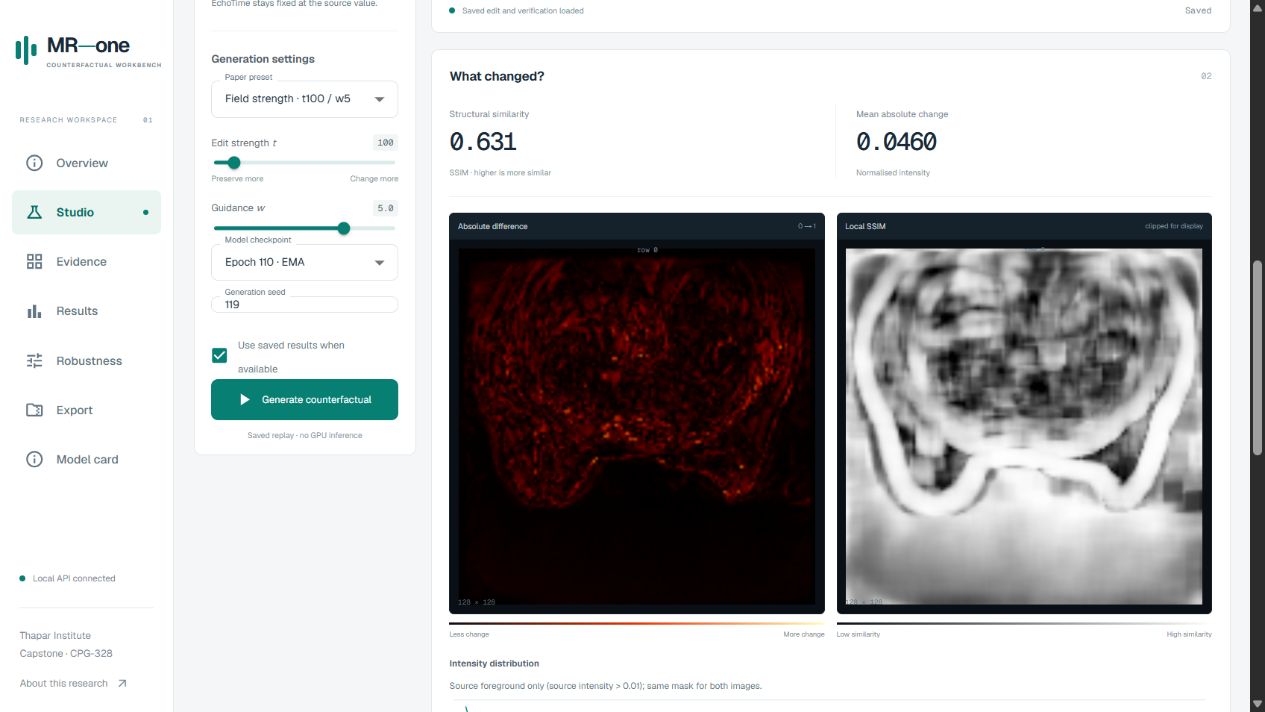 MR—one
COUNTERFACTUAL WORKBENCH
RESEARCH WORKSPACE 01
Overview
Studio
Evidence
Results
Robustness
Export
Model card
Local API connected
Thapar Institute
Capstone · CPG-328
About this research
EchoTime stays fixed at the source value.
Generation settings
Paper preset
Field strength · t100 / w5
Edit strength t 100
Preserve more Change more
Guidance w 5.0
Model checkpoint
Epoch 110 · EMA
Generation seed
119
Use saved results when
available
Generate counterfactual
Saved replay · no GPU inference
Saved edit and verification loaded Saved
What changed? 02
Structural similarity
0.631
SSIM · higher is more similar
Mean absolute change
0.0460
Normalised intensity
Absolute difference 0 → 1
row 0
128 × 128
Less change More change
Local SSIM clipped for display
128 × 128
Low similarity High similarity
Intensity distribution
Source foreground only (source intensity > 0.01); same mask for both images.